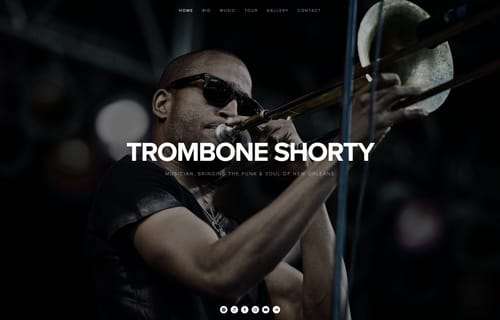 HOME BIO MUSIC TOUR GALLERY CONTACT
TROMBONE SHORTY
MUSICIAN, BRINGING THE FUNK & SOUL OF NEW ORLEANS